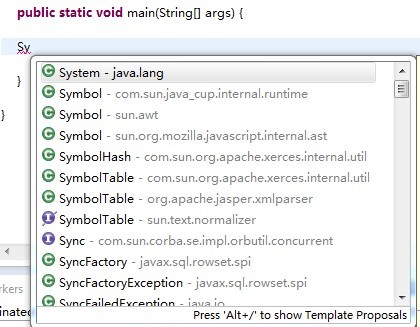 public static void main(String[] args) {
Sy
}
}
System - java.lang
Symbol - com.sun.java_cup.internal.runtime
Symbol - sun.awt
Symbol - sun.org.mozilla.javascript.internal.ast
SymbolHash - com.sun.org.apache.xerces.internal.util
SymbolTable - com.sun.org.apache.xerces.internal.util
SymbolTable - org.apache.jasper.xmlparser
SymbolTable - sun.text.normalizer
Sync - com.sun.corba.se.impl.orbutil.concurrent
SyncFactory - javax.sql.rowset.spi
SyncFactoryException - javax.sql.rowset.spi
SyncFailedException - java.io
rkers
inated
Press 'Alt+/' to show Template Proposals